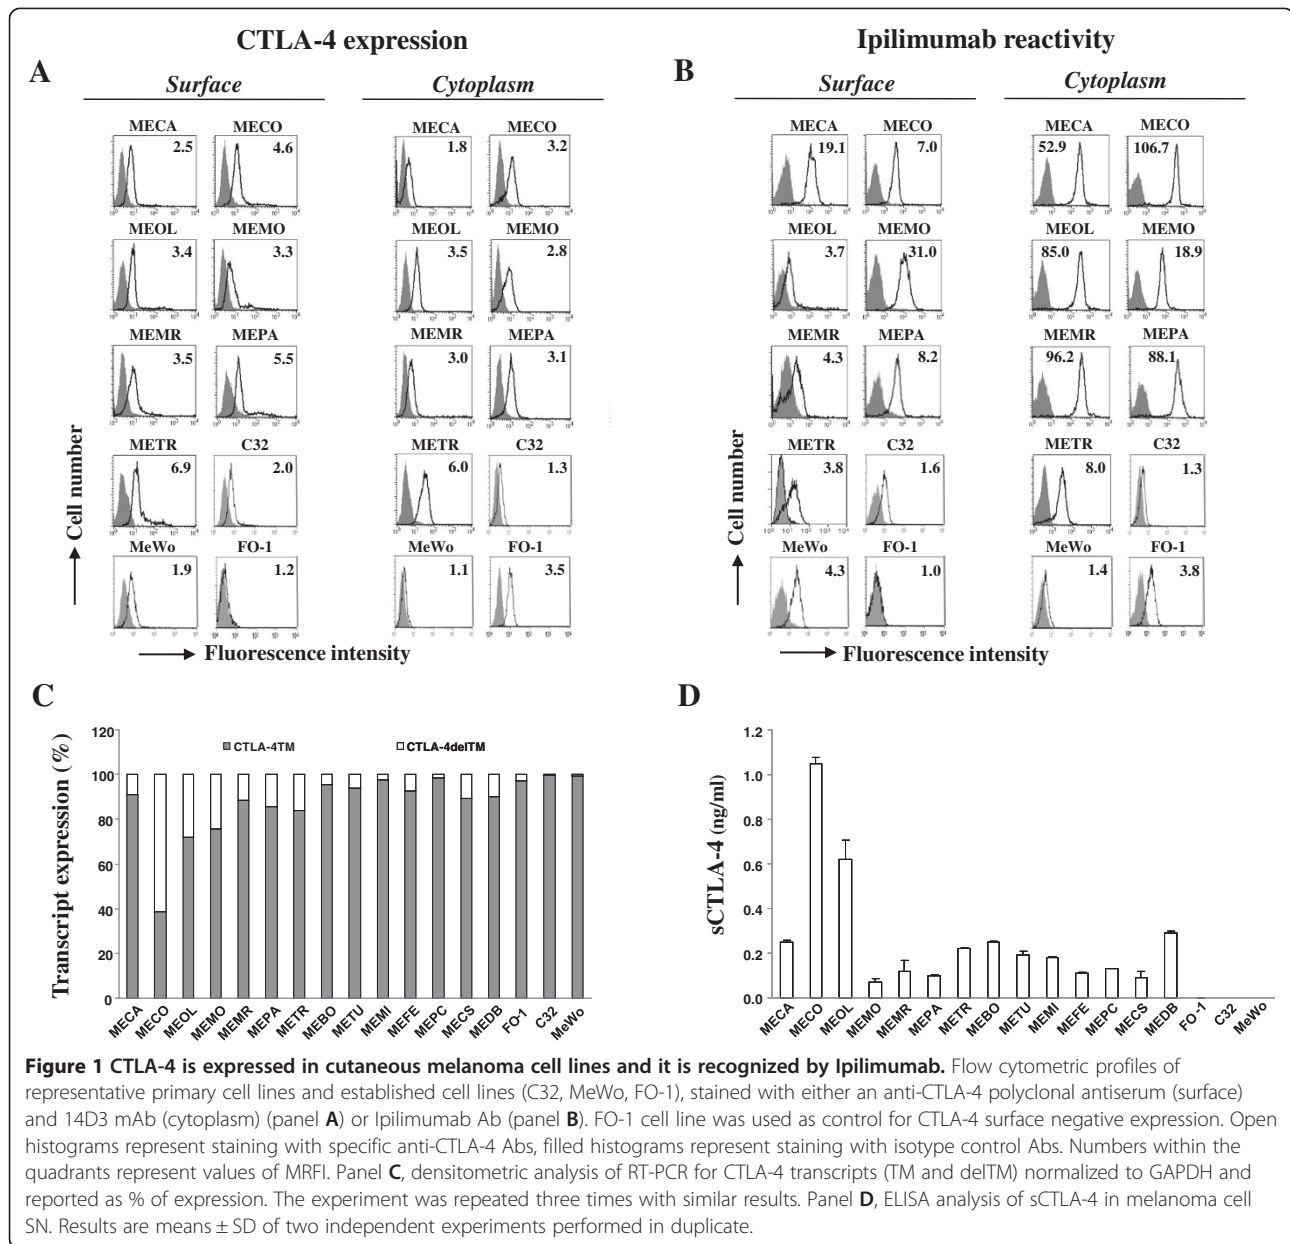 CTLA-4 expression
Ipilimumab reactivity
A
Surface
Cytoplasm
MECA
2.5
MECO
4.6
MECA
1.8
MECO
3.2
MEOL
3.4
MEMO
3.3
MEOL
3.5
MEMO
2.8
MEMR
3.5
MEPA
5.5
MEMR
3.0
MEPA
3.1
METR
6.9
C32
2.0
METR
6.0
C32
1.3
MeWo
1.9
FO-1
1.2
MeWo
1.1
FO-1
3.5
Cell number
Fluorescence intensity
B
Surface
Cytoplasm
MECA
19.1
MECO
7.0
MECA
52.9
MECO
106.7
MEOL
3.7
MEMO
31.0
MEOL
85.0
MEMO
18.9
MEMR
4.3
MEPA
8.2
MEMR
96.2
MEPA
88.1
METR
3.8
C32
1.6
METR
8.0
C32
1.3
MeWo
4.3
FO-1
1.0
MeWo
1.4
FO-1
3.8
Cell number
Fluorescence intensity
C
Transcript expression (%)
120
100
80
60
40
20
0
CTLA-4TM
CTLA-4delTM
MECA MECO MEOL MEMO MEMR MEPA METR MEBO METU MEMI MEFE MEPC MECS MEDB FO-1 C32 MeWo
D
sCTLA-4 (ng/ml)
1.2
1.0
0.8
0.6
0.4
0.2
0.0
MECA MECO MEOL MEMO MEMR MEPA METR MEBO METU MEMI MEFE MEPC MECS MEDB FO-1 C32 MeWo
Figure 1 CTLA-4 is expressed in cutaneous melanoma cell lines and it is recognized by Ipilimumab. Flow cytometric profiles of
representative primary cell lines and established cell lines (C32, MeWo, FO-1), stained with either an anti-CTLA-4 polyclonal antiserum (surface)
and 14D3 mAb (cytoplasm) (panel A) or Ipilimumab Ab (panel B). FO-1 cell line was used as control for CTLA-4 surface negative expression. Open
histograms represent staining with specific anti-CTLA-4 Abs, filled histograms represent staining with isotype control Abs. Numbers within the
quadrants represent values of MRFI. Panel C, densitometric analysis of RT-PCR for CTLA-4 transcripts (TM and delTM) normalized to GAPDH and
reported as % of expression. The experiment was repeated three times with similar results. Panel D, ELISA analysis of sCTLA-4 in melanoma cell
SN. Results are means ± SD of two independent experiments performed in duplicate.